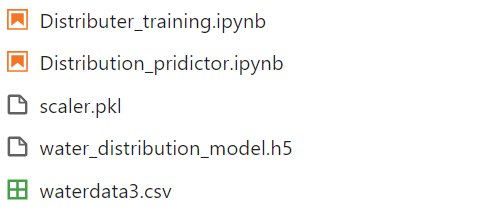 Distributer_training.ipynb
Distribution_pridictor.ipynb
scaler.pkl
water_distribution_model.h5
waterdata3.csv